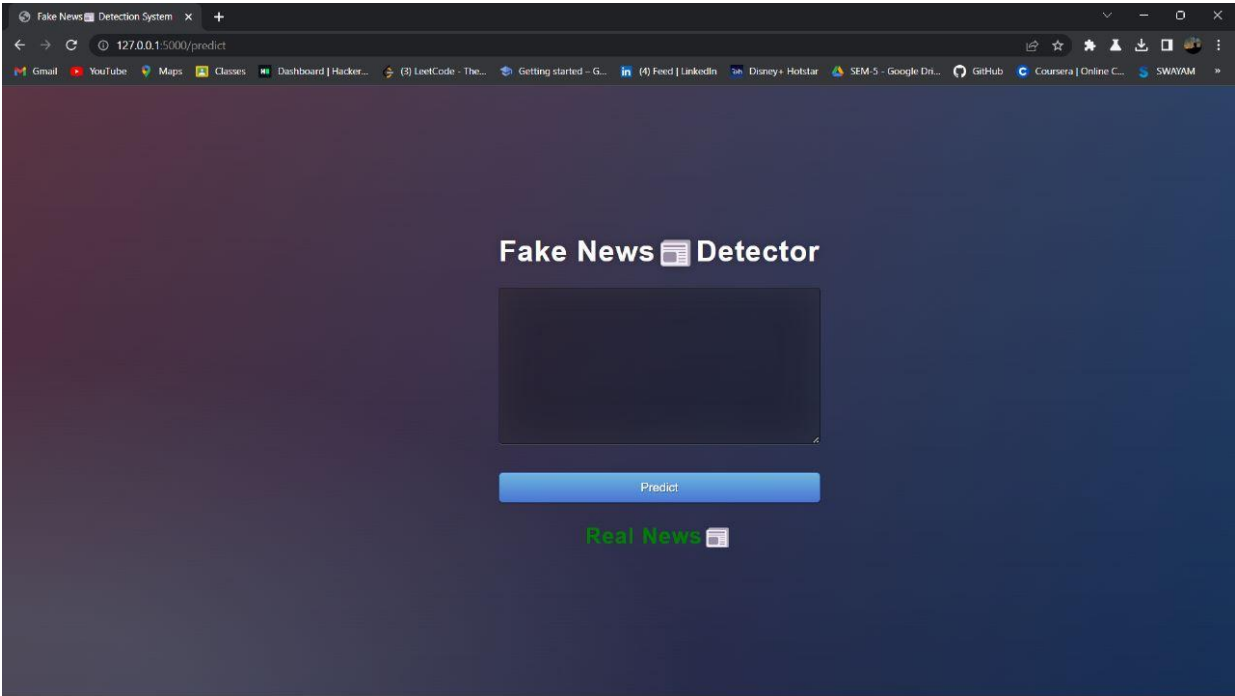 Fake News📰 Detection System
127.0.0.1:5000/predict
Gmail YouTube Maps Classes Dashboard | Hacker... (3) LeetCode - The... Getting started – G... (4) Feed | LinkedIn Disney+ Hotstar SEM-5 - Google Dri... GitHub Coursera | Online C... SWAYAM »
Fake News📰Detector
Predict
Real News📰